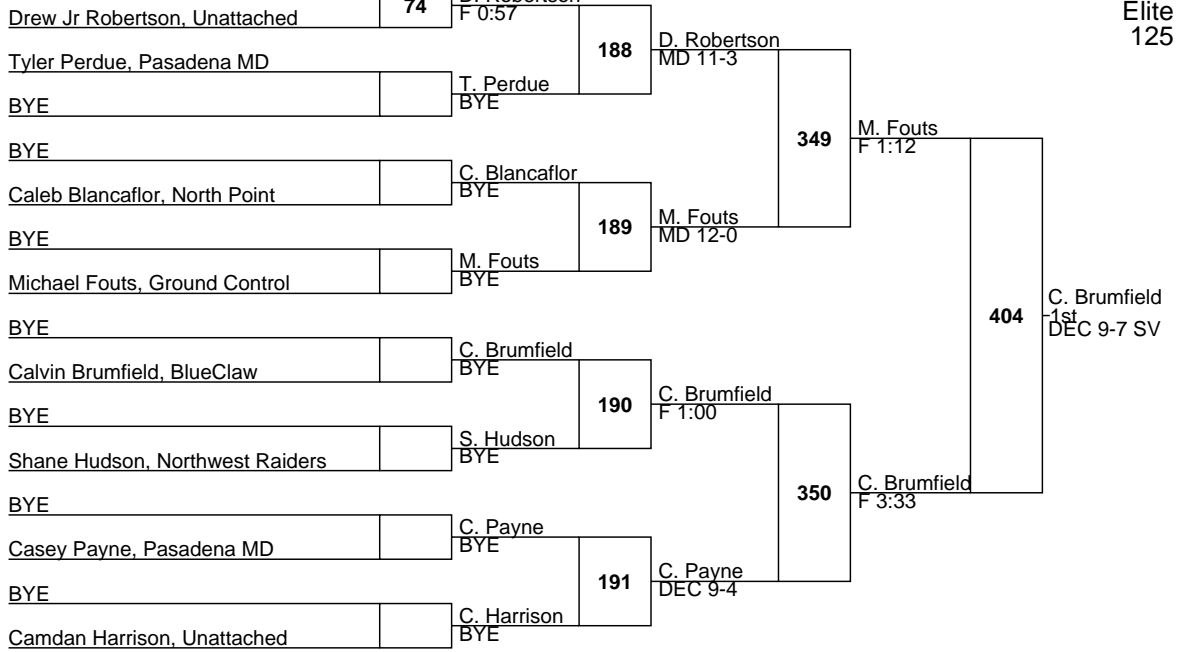 74
F 0:57
Drew Jr Robertson, Unattached
Elite
125
188
D. Robertson
MD 11-3
Tyler Perdue, Pasadena MD
T. Perdue
BYE
BYE
349
M. Fouts
F 1:12
BYE
C. Blancaflor
BYE
Caleb Blancaflor, North Point
189
M. Fouts
MD 12-0
BYE
M. Fouts
BYE
Michael Fouts, Ground Control
404
C. Brumfield
1st
DEC 9-7 SV
BYE
C. Brumfield
BYE
Calvin Brumfield, BlueClaw
190
C. Brumfield
F 1:00
BYE
S. Hudson
BYE
Shane Hudson, Northwest Raiders
350
C. Brumfield
F 3:33
BYE
C. Payne
BYE
Casey Payne, Pasadena MD
191
C. Payne
DEC 9-4
BYE
C. Harrison
BYE
Camdan Harrison, Unattached